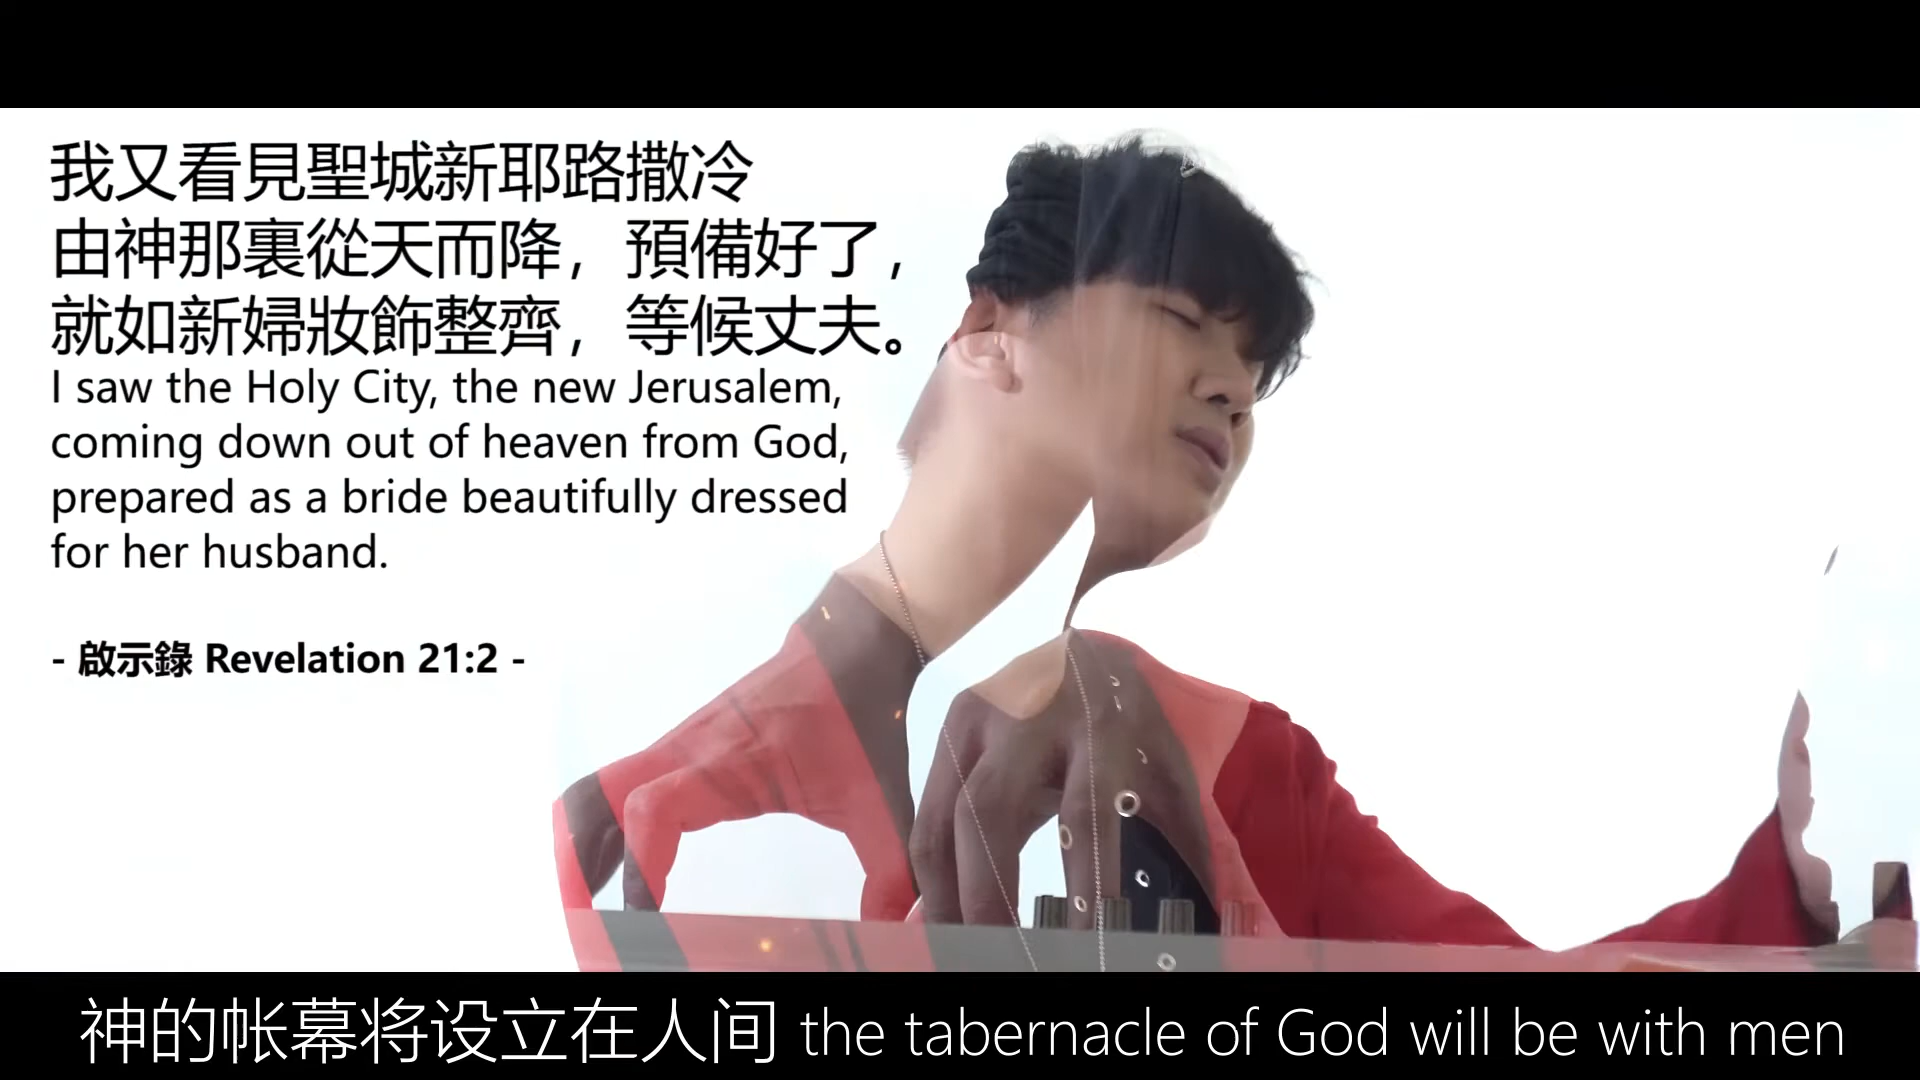 我又看見聖城新耶路撒冷
由神那裏從天而降，預備好了，
就如新婦妝飾整齊，等候丈夫。
I saw the Holy City, the new Jerusalem,
coming down out of heaven from God,
prepared as a bride beautifully dressed
for her husband.
- 啟示錄 Revelation 21:2 -
神的帐幕将设立在人间 the tabernacle of God will be with men